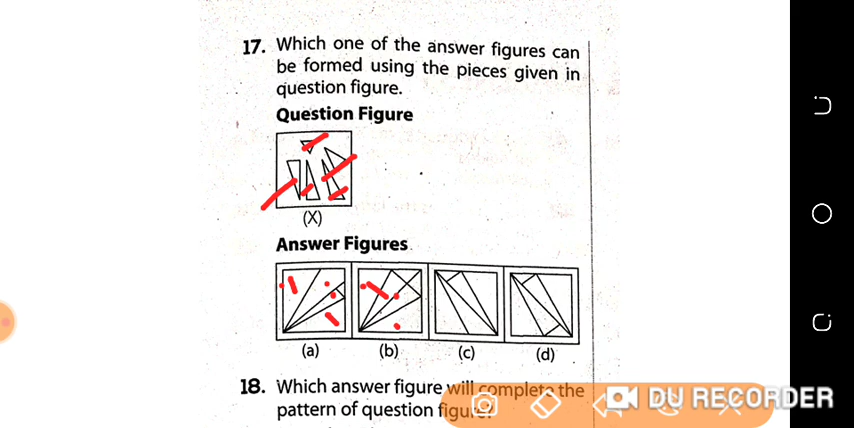 17. Which one of the answer figures can
be formed using the pieces given in
question figure.
Question Figure
(X)
Answer Figures
(a) (b) (c) (d)
18. Which answer figure will complete the
pattern of question figure?
DU RECORDER